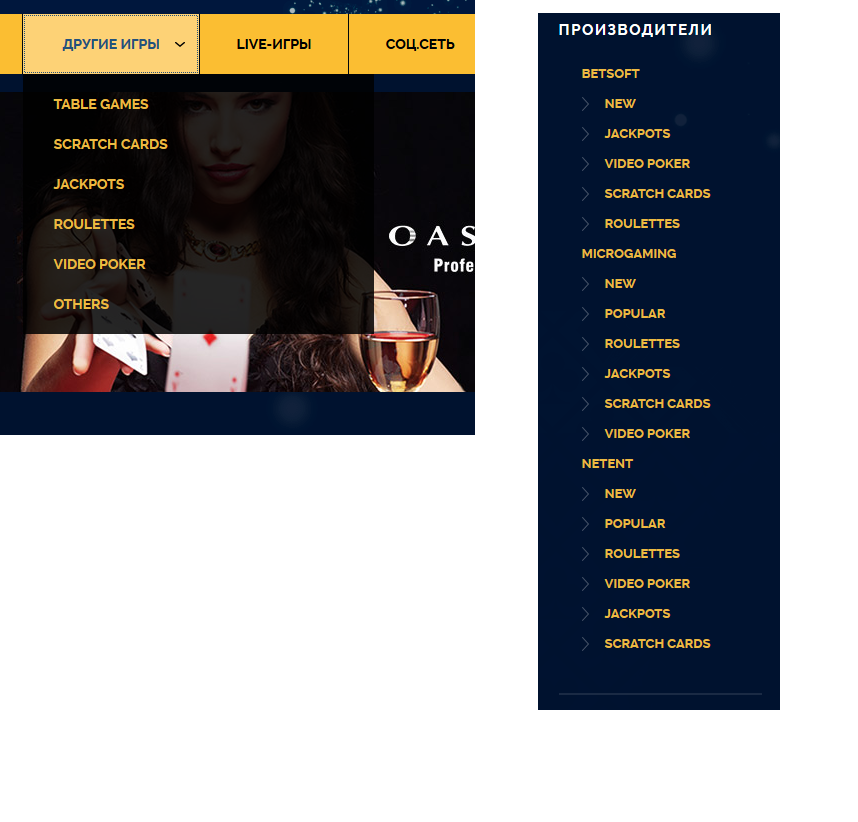 ДРУГИЕ ИГРЫ
LIVE-ИГРЫ
СОЦ.СЕТЬ
TABLE GAMES
SCRATCH CARDS
JACKPOTS
ROULETTES
VIDEO POKER
OTHERS
OAS
Profe
ПРОИЗВОДИТЕЛИ
BETSOFT
NEW
JACKPOTS
VIDEO POKER
SCRATCH CARDS
ROULETTES
MICROGAMING
NEW
POPULAR
ROULETTES
JACKPOTS
SCRATCH CARDS
VIDEO POKER
NETENT
NEW
POPULAR
ROULETTES
VIDEO POKER
JACKPOTS
SCRATCH CARDS